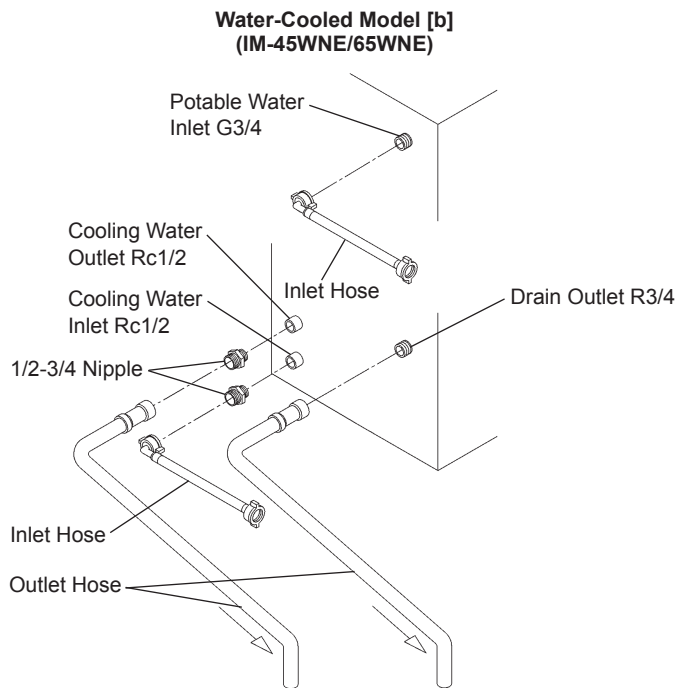 Water-Cooled Model [b]
(IM-45WNE/65WNE)
Potable Water
Inlet G3/4
Cooling Water
Outlet Rc1/2
Inlet Hose
Cooling Water
Inlet Rc1/2
Drain Outlet R3/4
1/2-3/4 Nipple
Inlet Hose
Outlet Hose